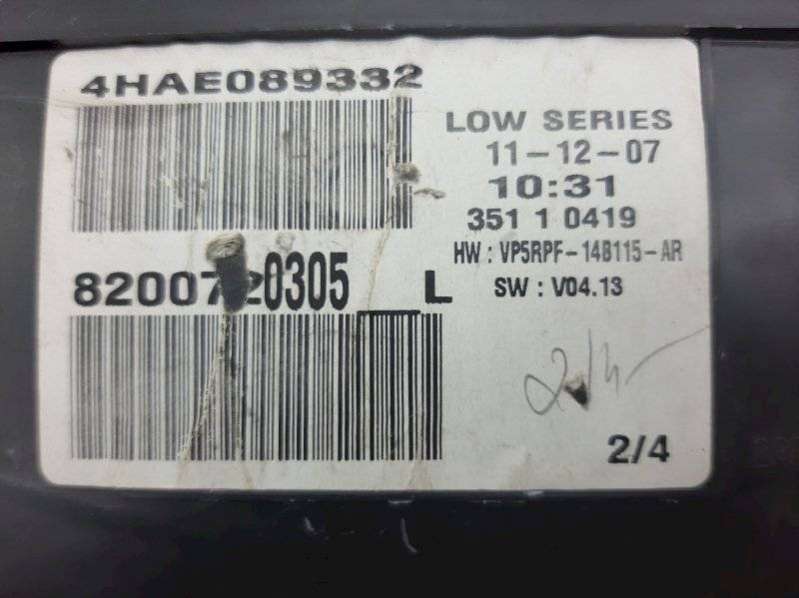 4HAE089332
LOW SERIES
11-12-07
10:31
351 1 0419
HW : VP5RPF-14B115-AR
SW : V04.13
8200720305___L
2/4